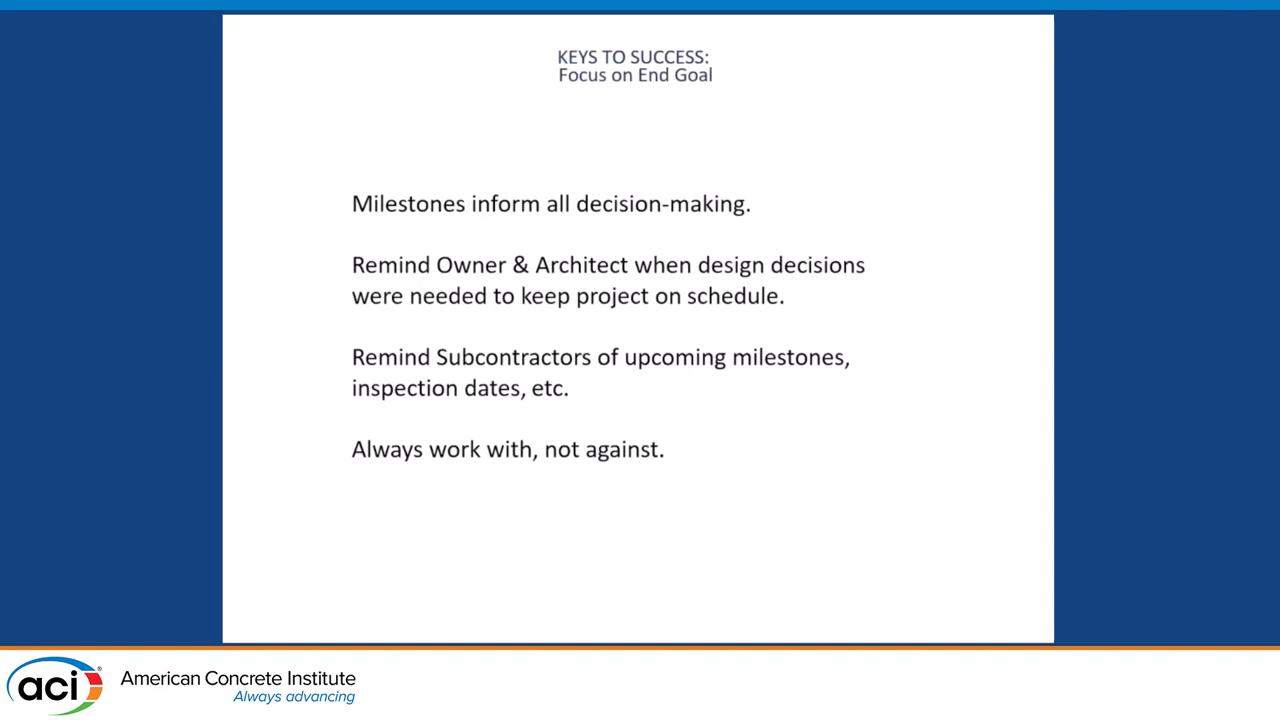 KEYS TO SUCCESS:
Focus on End Goal
Milestones inform all decision-making.
Remind Owner & Architect when design decisions
were needed to keep project on schedule.
Remind Subcontractors of upcoming milestones,
inspection dates, etc.
Always work with, not against.
aci®
American Concrete Institute
Always advancing